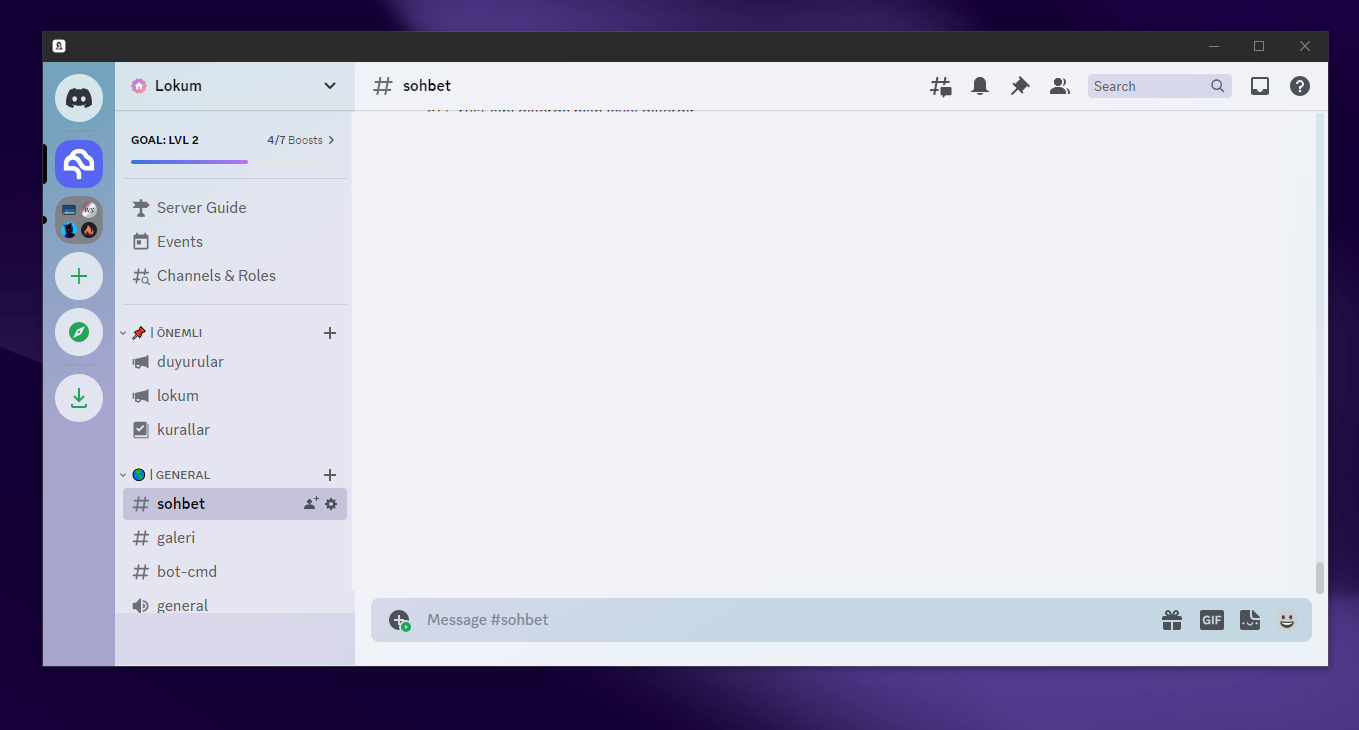 Lokum
# sohbet
Search
GOAL: LVL 2
4/7 Boosts
Server Guide
Events
Channels & Roles
| ÖNEMLI
duyurular
lokum
kurallar
| GENERAL
# sohbet
# galeri
# bot-cmd
general
Message #sohbet
GIF